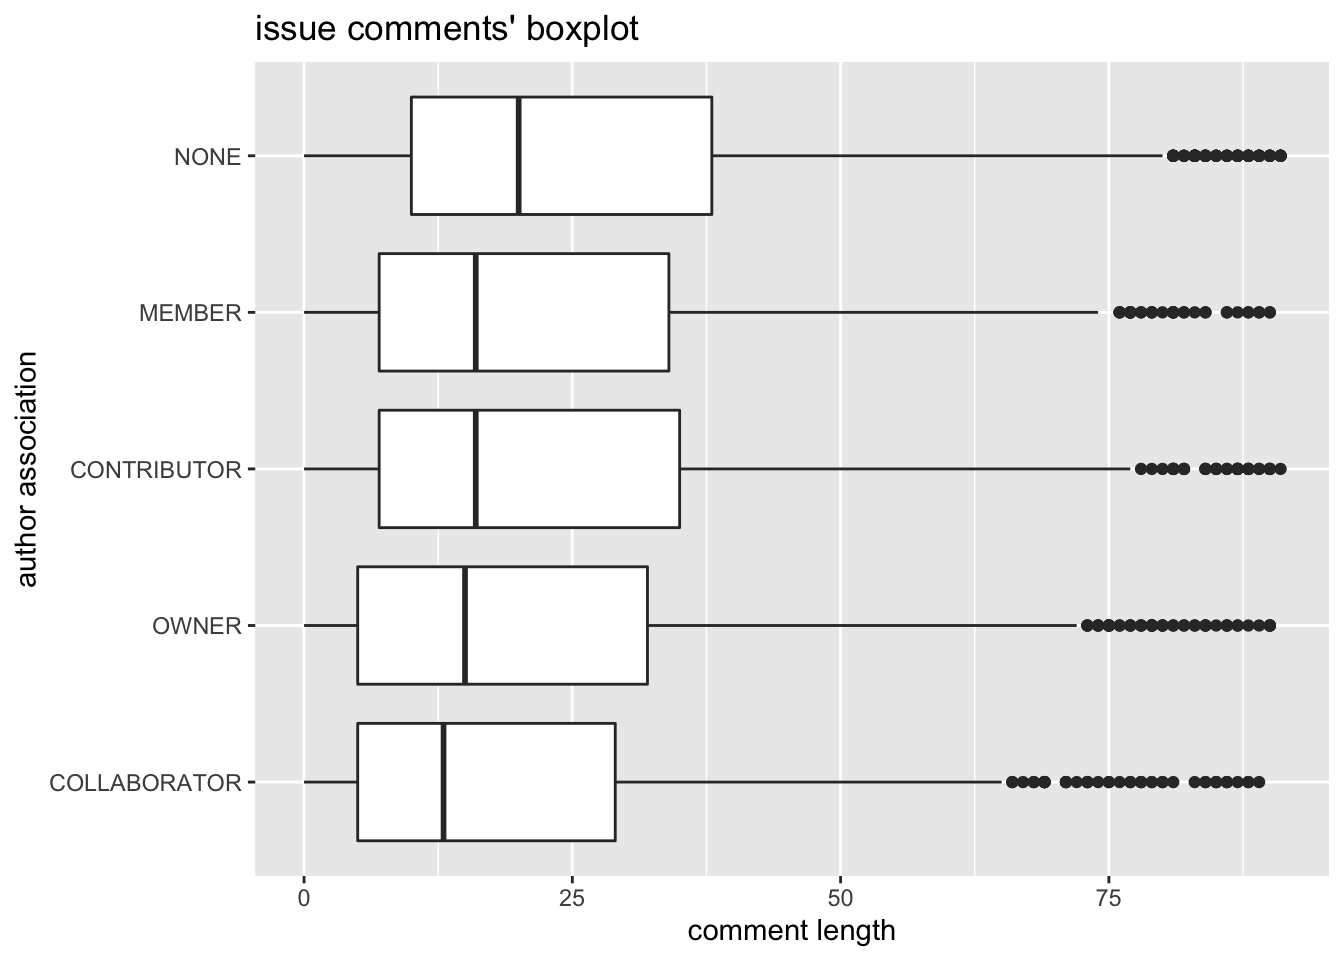 issue comments' boxplot
author association
NONE
MEMBER
CONTRIBUTOR
OWNER
COLLABORATOR
0 25 50 75
comment length